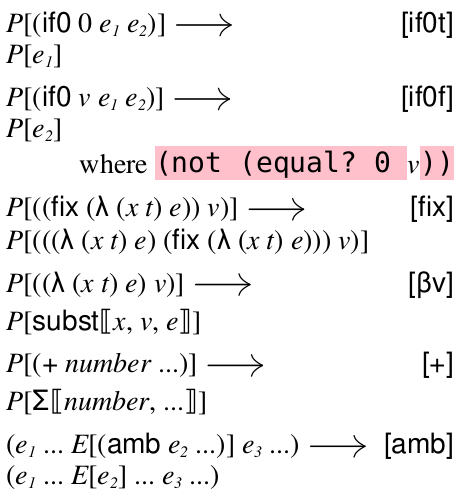 P[(if0 0 e₁ e₂)] ⟶ [if0t]
P[e₁]
P[(if0 v e₁ e₂)] ⟶ [if0f]
P[e₂]
where (not (equal? 0 v))
P[((fix (λ (x t) e)) v)] ⟶ [fix]
P[(((λ (x t) e) (fix (λ (x t) e))) v)]
P[((λ (x t) e) v)] ⟶ [βv]
P[subst⟦x, v, e⟧]
P[(+ number ...)] ⟶ [+]
P[Σ⟦number, ...⟧]
(e₁ ... E[(amb e₂ ...)] e₃ ...) ⟶ [amb]
(e₁ ... E[e₂] ... e₃ ...)